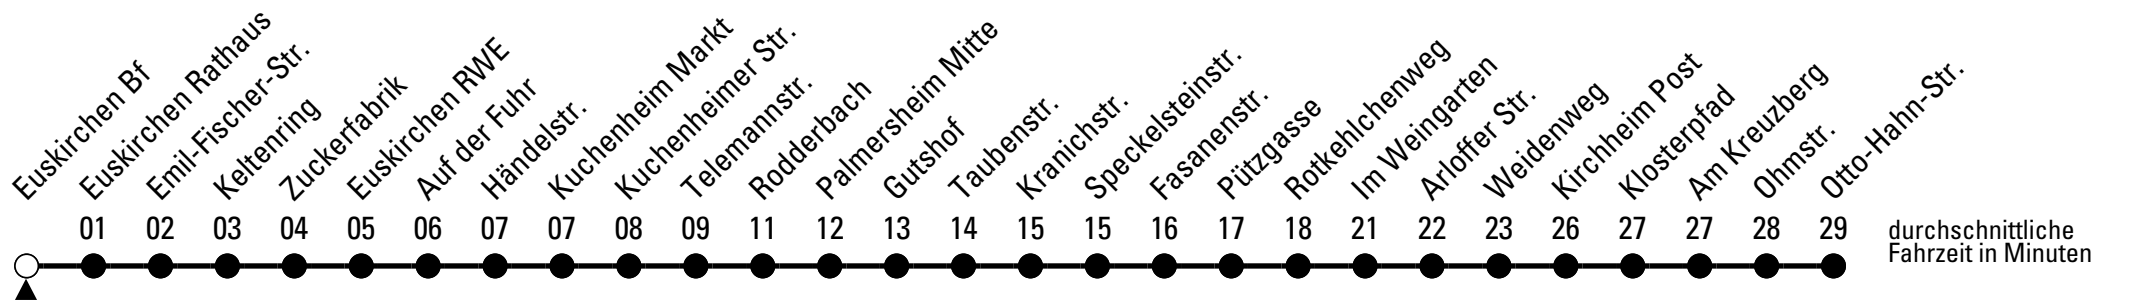 Euskirchen Bf
Euskirchen Rathaus
Emil-Fischer-Str.
Keltenring
Zuckerfabrik
Euskirchen RWE
Auf der Fuhr
Händelstr.
Kuchenheim Markt
Kuchenheimer Str.
Telemannstr.
Rodderbach
Palmersheim Mitte
Gutshof
Taubenstr.
Kranichstr.
Speckelsteinstr.
Fasanenstr.
Pützgasse
Rotkehlchenweg
Im Weingarten
Arloffer Str.
Weidenweg
Kirchheim Post
Klosterpfad
Am Kreuzberg
Ohmstr.
Otto-Hahn-Str.
01 02 03 04 05 06 07 07 08 09 11 12 13 14 15 15 16 17 18 21 22 23 26 27 27 28 29
durchschnittliche
Fahrzeit in Minuten